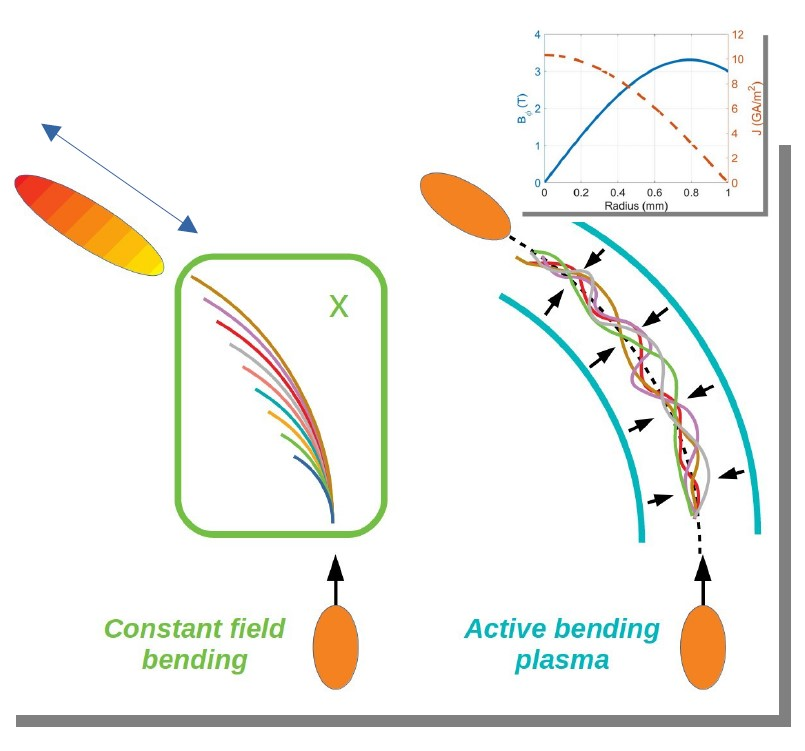 4
3
2
1
0
B_ϕ (T)
12
10
8
6
4
2
0
J (GA/m²)
0 0.2 0.4 0.6 0.8 1
Radius (mm)
X
Constant field
bending
Active bending
plasma